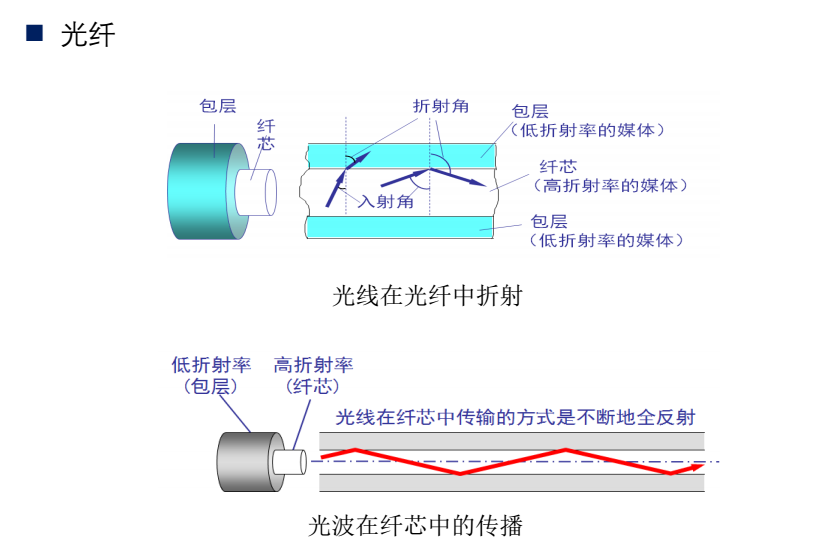 光纤
包层
纤
芯
折射角
包层
（低折射率的媒体）
纤芯
（高折射率的媒体）
入射角
包层
（低折射率的媒体）
光线在光纤中折射
低折射率
（包层）
高折射率
（纤芯）
光线在纤芯中传输的方式是不断地全反射
光波在纤芯中的传播